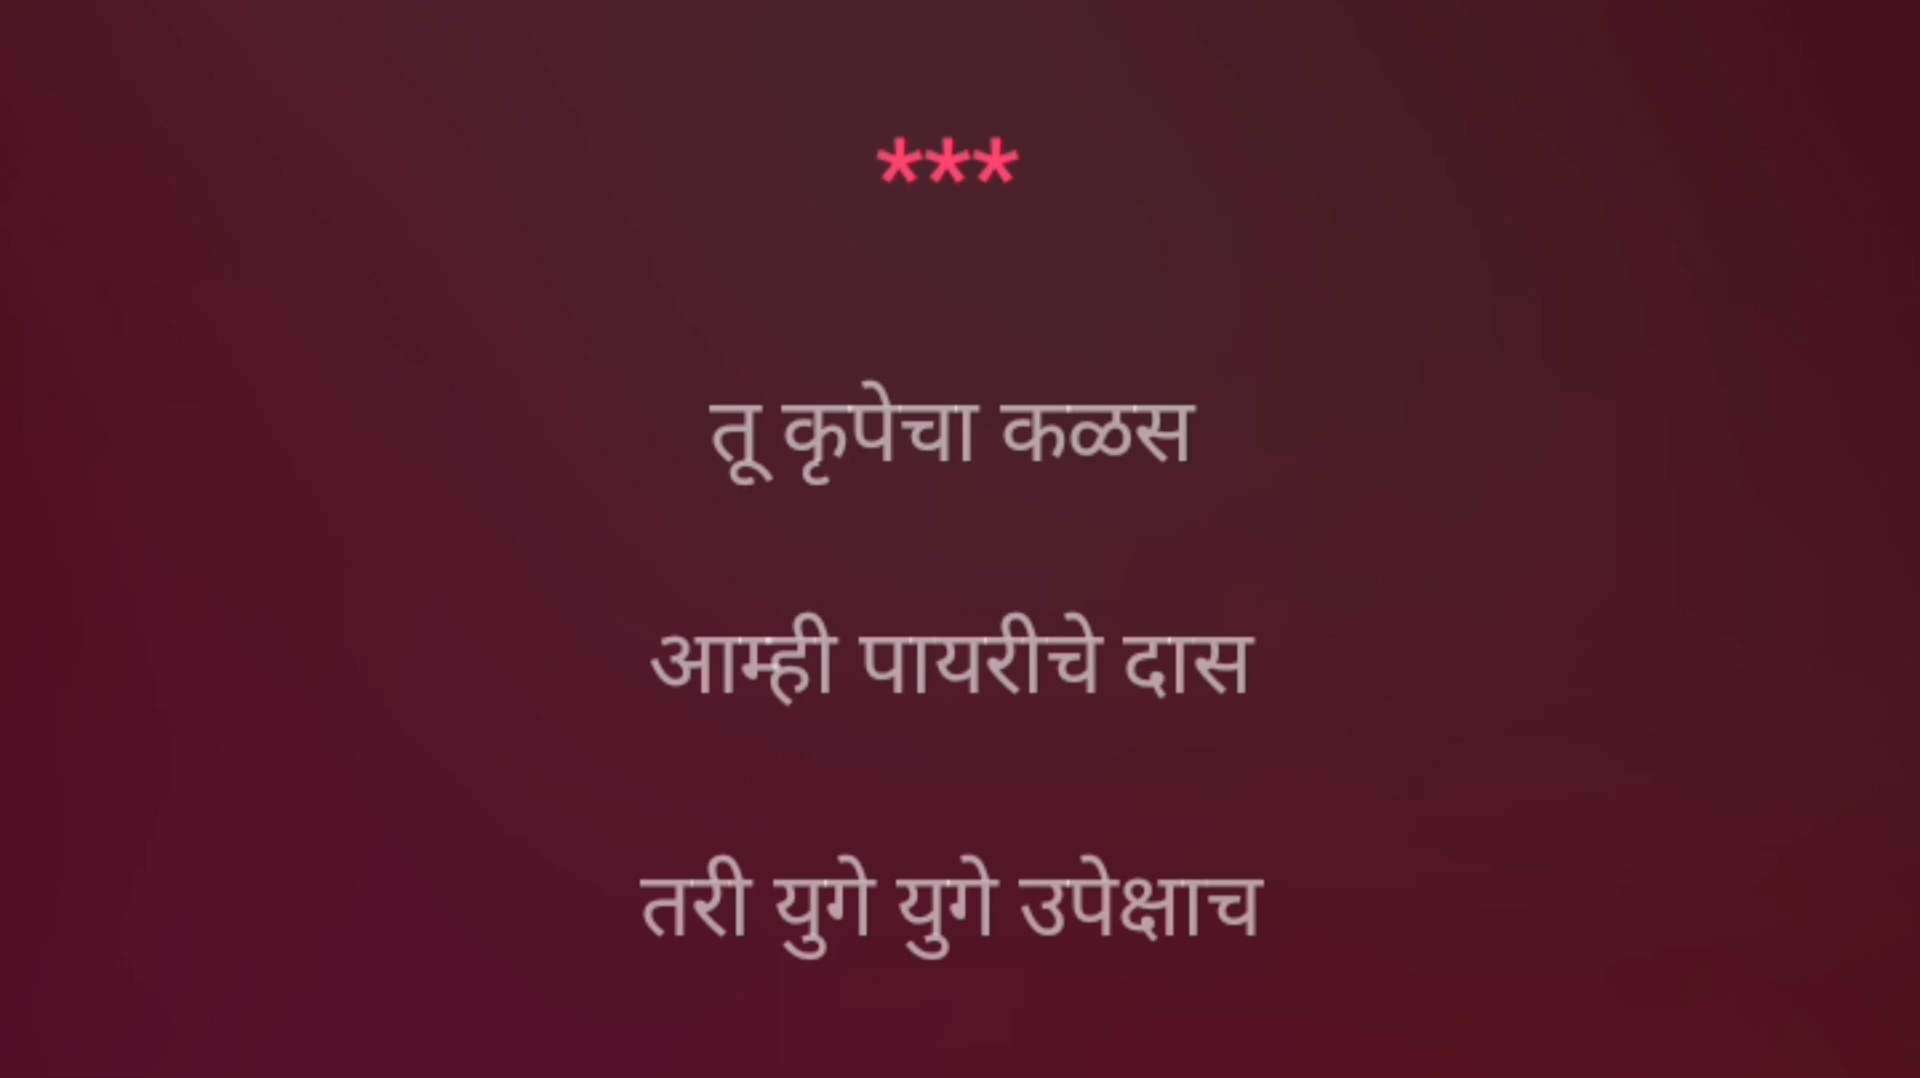 ***
तू कृपेचा कळस
आम्ही पायरीचे दास
तरी युगे युगे उपेक्षाच